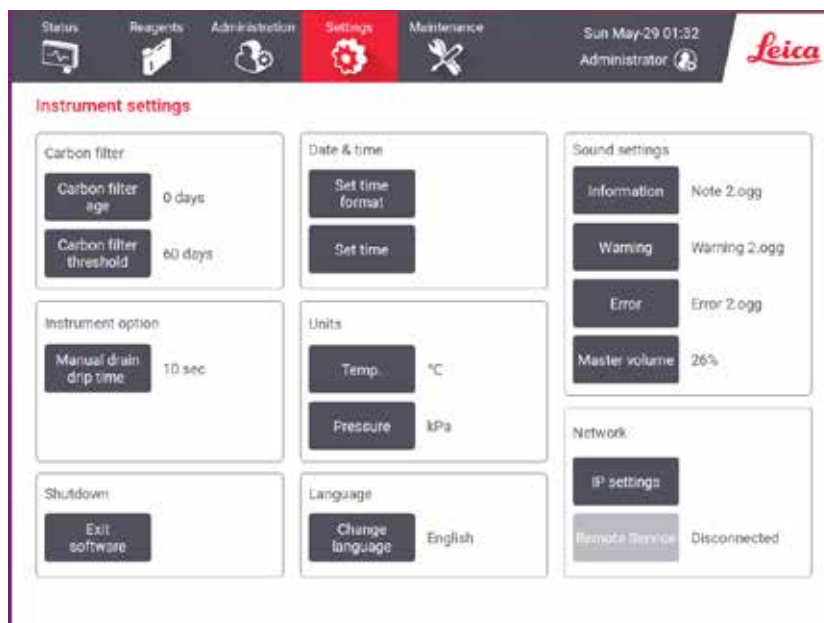 Status
Reagents
Administration
Settings
Maintenance
Sun May-29 01:32
Administrator
Leica
Instrument settings
Carbon filter
Carbon filter
age
0 days
Carbon filter
threshold
60 days
Instrument option
Manual drain
drip time
10 sec
Shutdown
Exit
software
Date & time
Set time
format
Set time
Units
Temp.
°C
Pressure
kPa
Language
Change
language
English
Sound settings
Information
Note 2.ogg
Warning
Warning 2.ogg
Error
Error 2.ogg
Master volume
26%
Network
IP settings
Remote Service
Disconnected